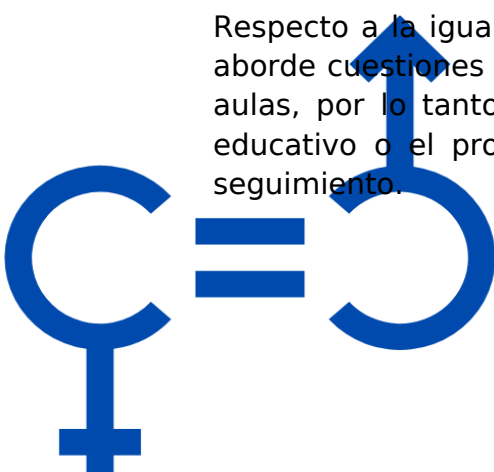 Respecto a la igua
aborde cuestiones
aulas, por lo tanto
educativo o el pro
seguimiento.